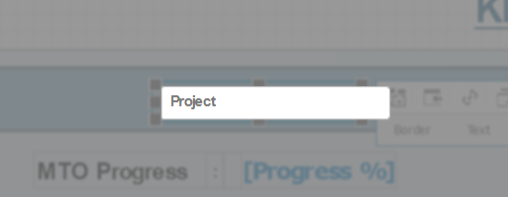 Project
Border Text
MTO Progress : [Progress %]